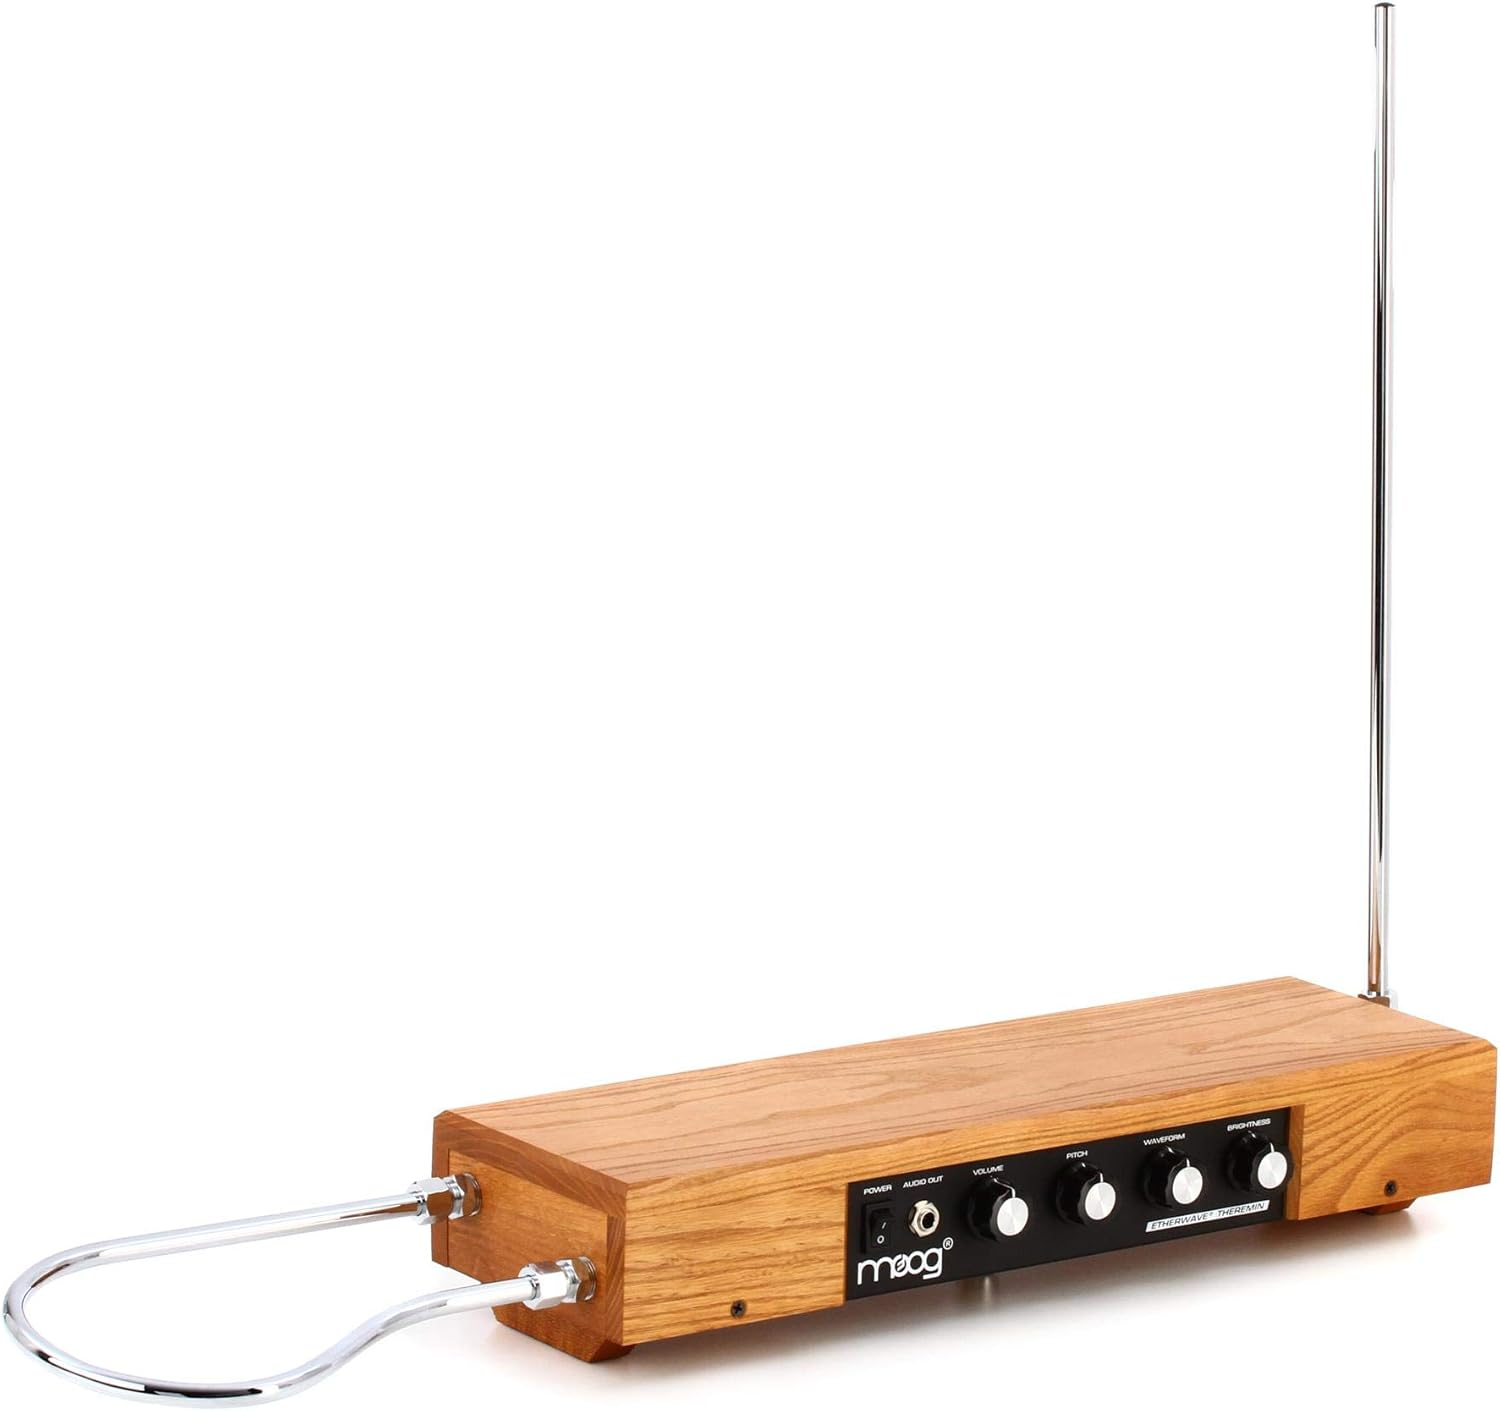 POWER
AUDIO OUT
VOLUME
PITCH
WAVEFORM
BRIGHTNESS
/
O
moog®
ETHERWAVE® THEREMIN